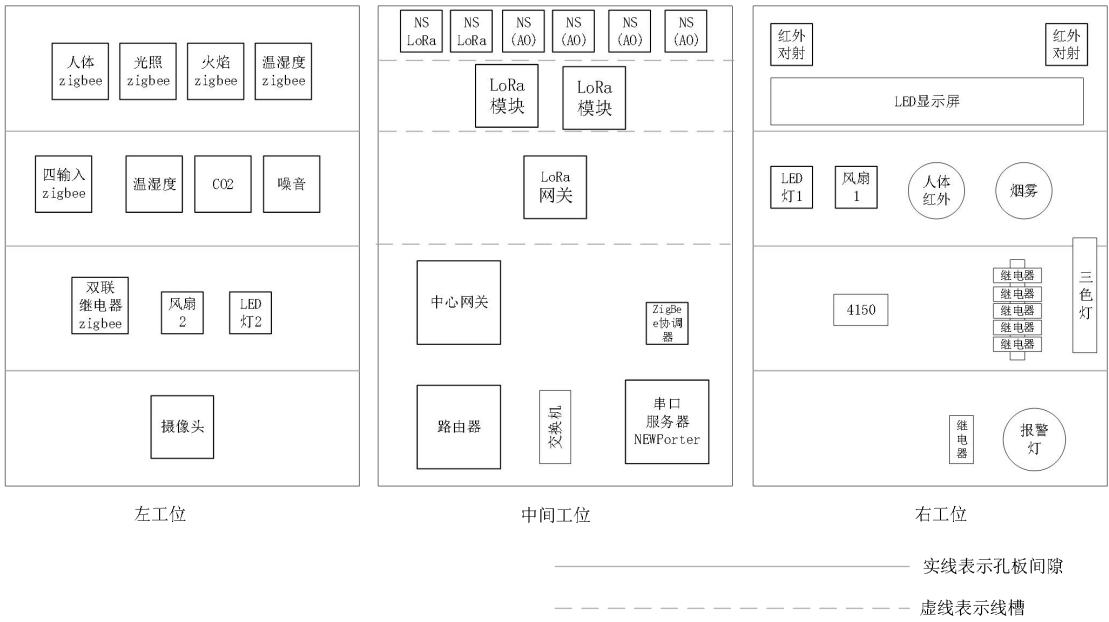 人体
zigbee
光照
zigbee
火焰
zigbee
温湿度
zigbee
四输入
zigbee
温湿度
CO2
噪音
双联
继电器
zigbee
风扇
2
LED
灯2
摄像头
左工位
NS
LoRa
NS
LoRa
NS
(AO)
NS
(AO)
NS
(AO)
NS
(AO)
LoRa
模块
LoRa
模块
LoRa
网关
中心网关
ZigBe
e协调
器
路由器
交换机
串口
服务器
NEWPorter
中间工位
红外
对射
红外
对射
LED显示屏
LED
灯1
风扇
1
人体
红外
烟雾
4150
继电器
继电器
继电器
继电器
继电器
三色灯
继电器
报警
灯
右工位
实线表示孔板间隙
虚线表示线槽